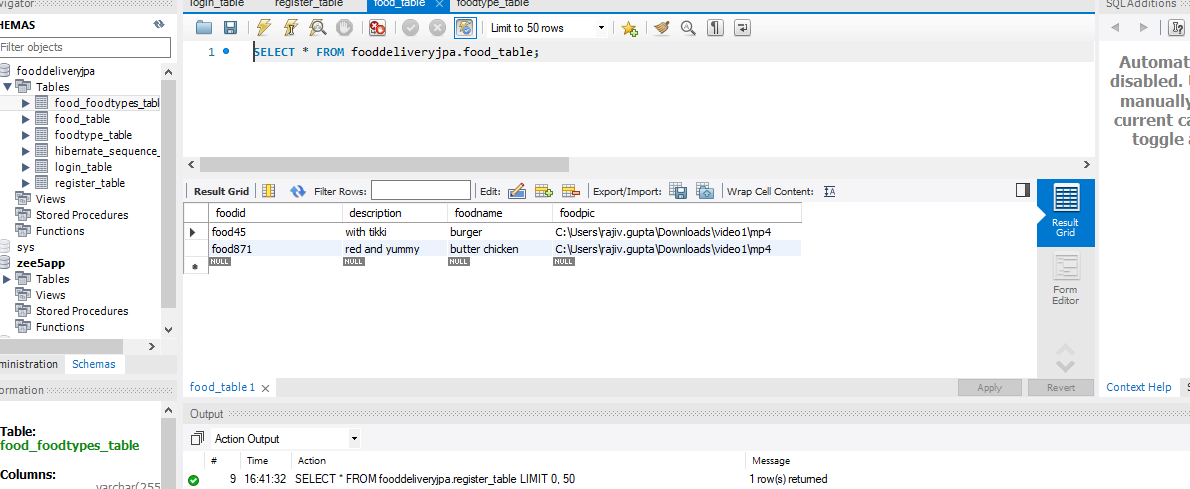 login_table register_table food_table foodtype_table SQLAdditions
HEMAS
Filter objects
Limit to 50 rows
fooddeliveryjpa
Tables
food_foodtypes_tabl
food_table
foodtype_table
hibernate_sequence_
login_table
register_table
Views
Stored Procedures
Functions
sys
zee5app
Tables
Views
Stored Procedures
Functions
ministration Schemas
1 SELECT * FROM fooddeliveryjpa.food_table;
Automat
disabled.
manually
current ca
toggle a
Result Grid Filter Rows: Edit: Export/Import: Wrap Cell Content:
foodid description foodname foodpic
food45 with tikki burger C:\Users\rajiv.gupta\Downloads\video1\mp4
food871 red and yummy butter chicken C:\Users\rajiv.gupta\Downloads\video1\mp4
NULL NULL NULL NULL
Result
Grid
Form
Editor
food_table 1 Apply Revert
Context Help
ormation
Table:
food_foodtypes_table
Columns:
varchar(255
Output
Action Output
# Time Action Message
9 16:41:32 SELECT * FROM fooddeliveryjpa.register_table LIMIT 0, 50 1 row(s) returned